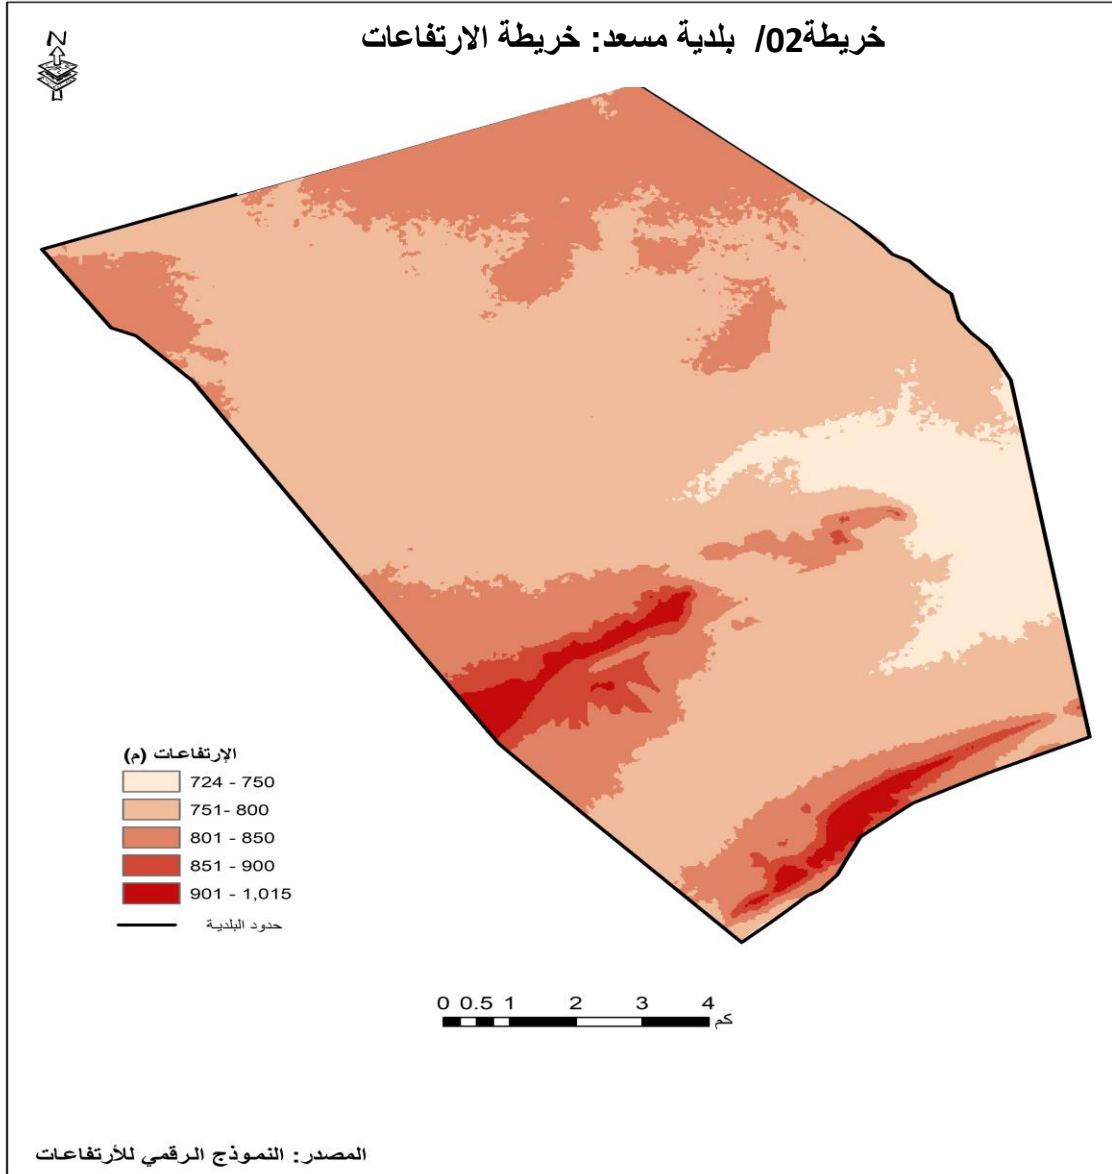 خريطة02/ بلدية مسعد: خريطة الارتفاعات
N
الإرتفاعات (م)
724 - 750
751- 800
801 - 850
851 - 900
901 - 1,015
حدود البلدية
0 0.5 1 2 3 4
كم
المصدر: النموذج الرقمي للأرتفاعات